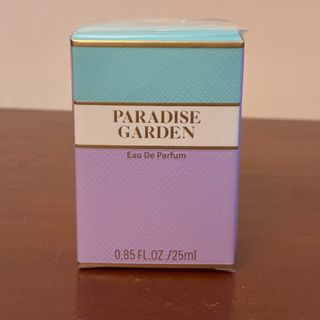 PARADISE
GARDEN
Eau De Parfum
0.85 FL.OZ./25ml